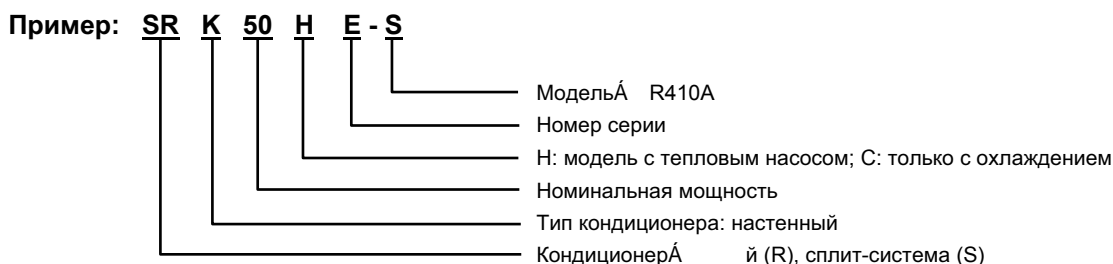 Пример: SR K 50 H E - S
МодельÁ R410A
Номер серии
Н: модель с тепловым насосом; С: только с охлаждением
Номинальная мощность
Тип кондиционера: настенный
КондиционерÁ й (R), сплит-система (S)